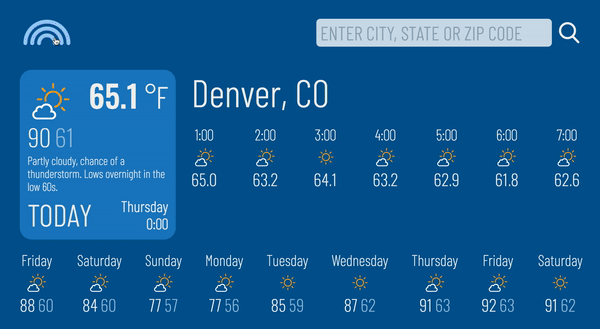 ENTER CITY, STATE OR ZIP CODE
65.1 °F
90 61
Partly cloudy, chance of a
thunderstorm. Lows overnight in the
low 60s.
TODAY
Thursday
0:00
Denver, CO
1:00 2:00 3:00 4:00 5:00 6:00 7:00
65.0 63.2 64.1 63.2 62.9 61.8 62.6
Friday Saturday Sunday Monday Tuesday Wednesday Thursday Friday Saturday
88 60 84 60 77 57 77 56 85 59 87 62 91 63 92 63 91 62